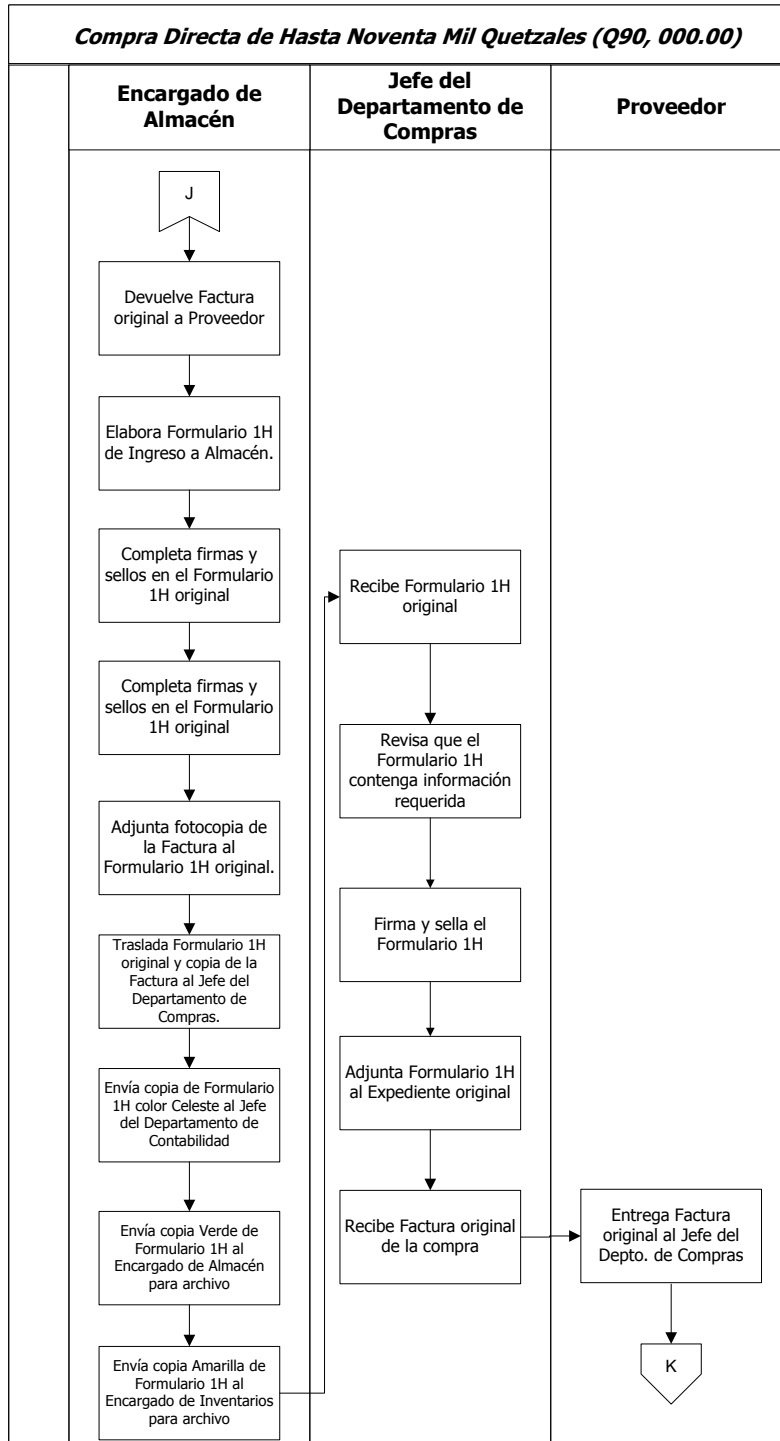 Compra Directa de Hasta Noventa Mil Quetzales (Q90, 000.00)
Encargado de
Almacén
Jefe del
Departamento de
Compras
Proveedor
J
Devuelve Factura
original a Proveedor
Elabora Formulario 1H
de Ingreso a Almacén.
Completa firmas y
sellos en el Formulario
1H original
Completa firmas y
sellos en el Formulario
1H original
Adjunta fotocopia de
la Factura al
Formulario 1H original.
Traslada Formulario 1H
original y copia de la
Factura al Jefe del
Departamento de
Compras.
Envía copia de Formulario
1H color Celeste al Jefe
del Departamento de
Contabilidad
Envía copia Verde de
Formulario 1H al
Encargado de Almacén
para archivo
Envía copia Amarilla de
Formulario 1H al
Encargado de Inventarios
para archivo
Recibe Formulario 1H
original
Revisa que el
Formulario 1H
contenga información
requerida
Firma y sella el
Formulario 1H
Adjunta Formulario 1H
al Expediente original
Recibe Factura original
de la compra
Entrega Factura
original al Jefe del
Depto. de Compras
K